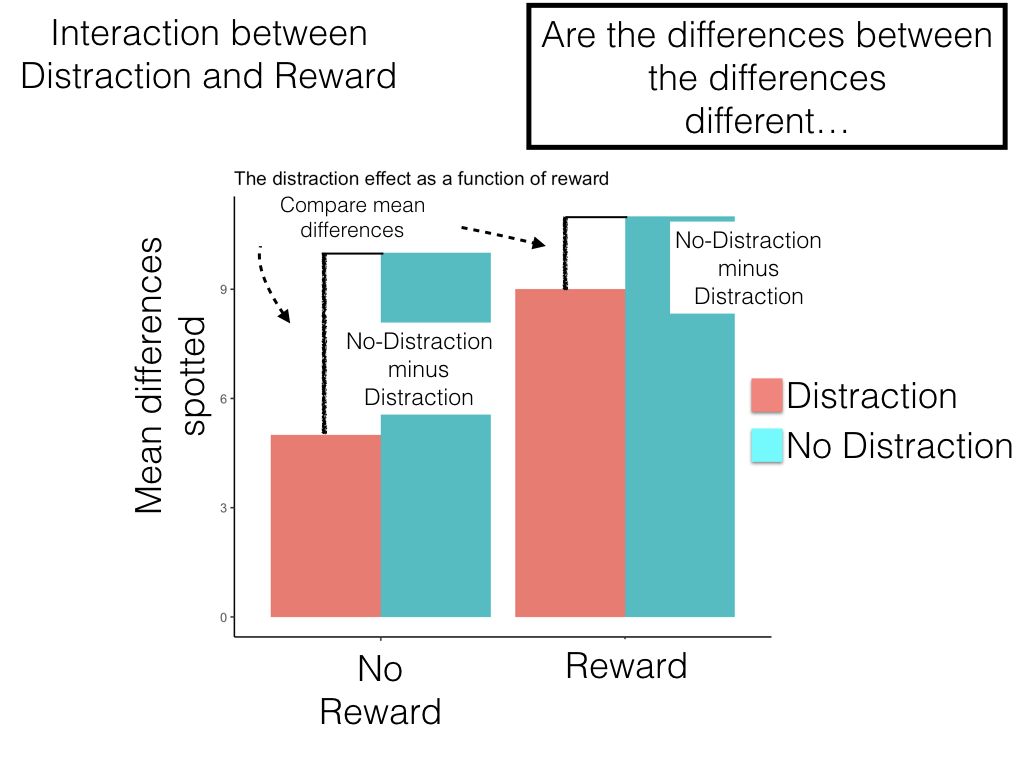 Interaction between
Distraction and Reward
Are the differences between
the differences
different…
The distraction effect as a function of reward
Compare mean
differences
No-Distraction
minus
Distraction
No-Distraction
minus
Distraction
Mean differences
spotted
9
6
3
0
Distraction
No Distraction
No
Reward
Reward